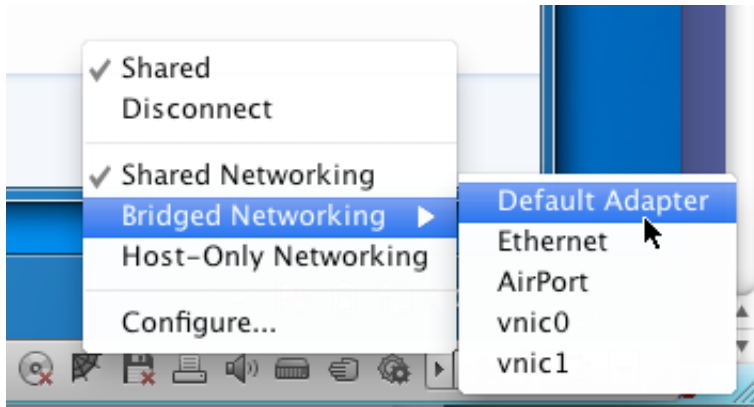 Shared
Disconnect
Shared Networking
Bridged Networking
Host-Only Networking
Configure...
Default Adapter
Ethernet
AirPort
vnic0
vnic1